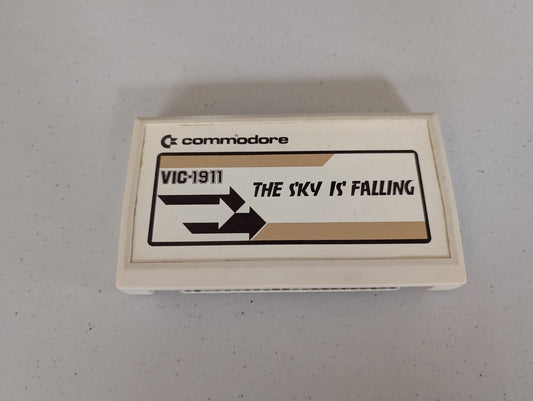 commodore
VIC-1911
THE SKY IS FALLING